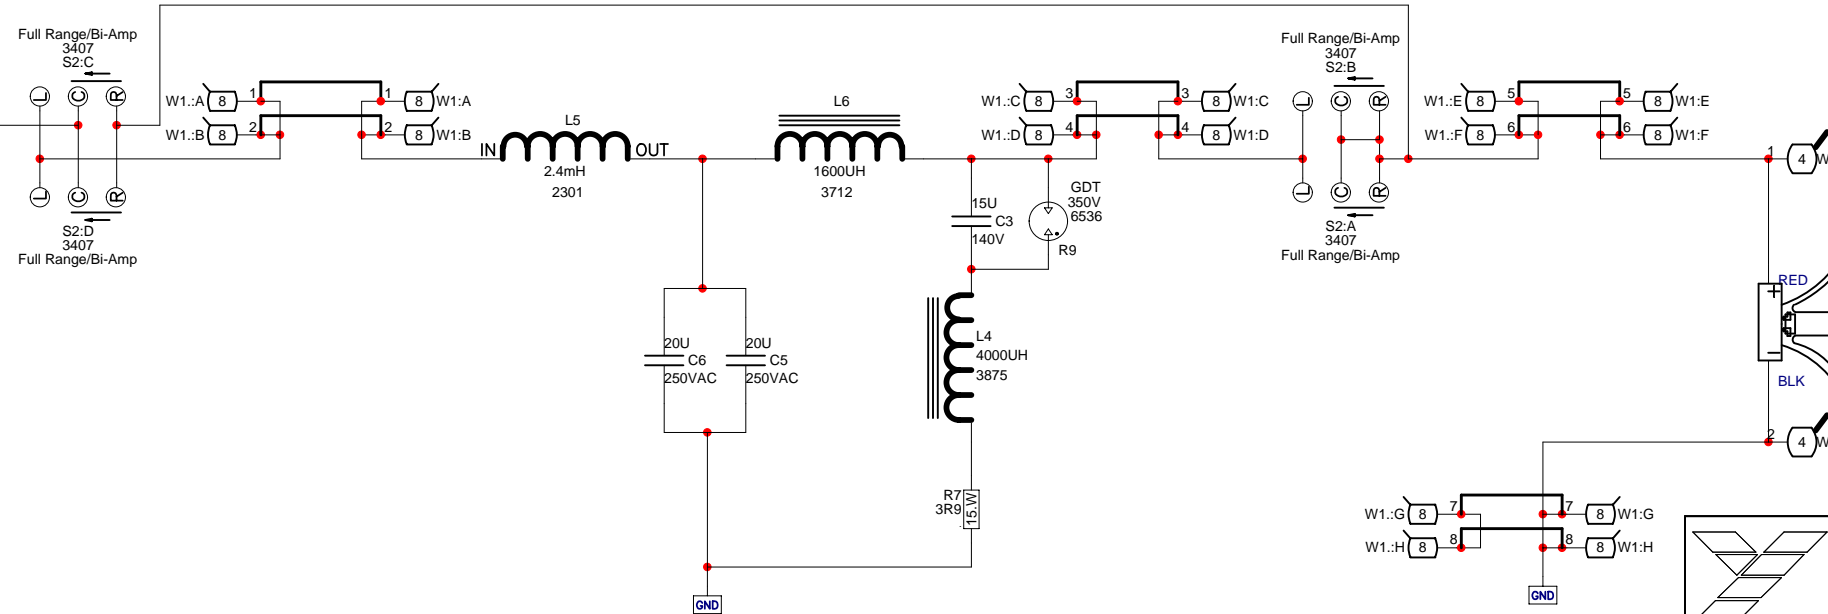 Full Range/Bi-Amp
3407
S2:C
L
C
R
L
C
R
S2:D
3407
Full Range/Bi-Amp
W1.:A 8 1
1 8 W1:A
W1.:B 8 2
2 8 W1:B
IN
L5
OUT
2.4mH
2301
L6
1600UH
3712
20U
C6
250VAC
20U
C5
250VAC
GND
15U
C3
140V
GDT
350V
6536
R9
L4
4000UH
3875
R7
3R9
15.W
W1.:C 8 3
3 8 W1:C
W1.:D 8 4
4 8 W1:D
Full Range/Bi-Amp
3407
S2:B
L
C
R
L
C
R
S2:A
3407
Full Range/Bi-Amp
W1.:E 8 5
5 8 W1:E
W1.:F 8 6
6 8 W1:F
1
4 W
RED
+
−
BLK
2
4 W
W1.:G 8 7
7 8 W1:G
W1.:H 8 8
8 8 W1:H
GND